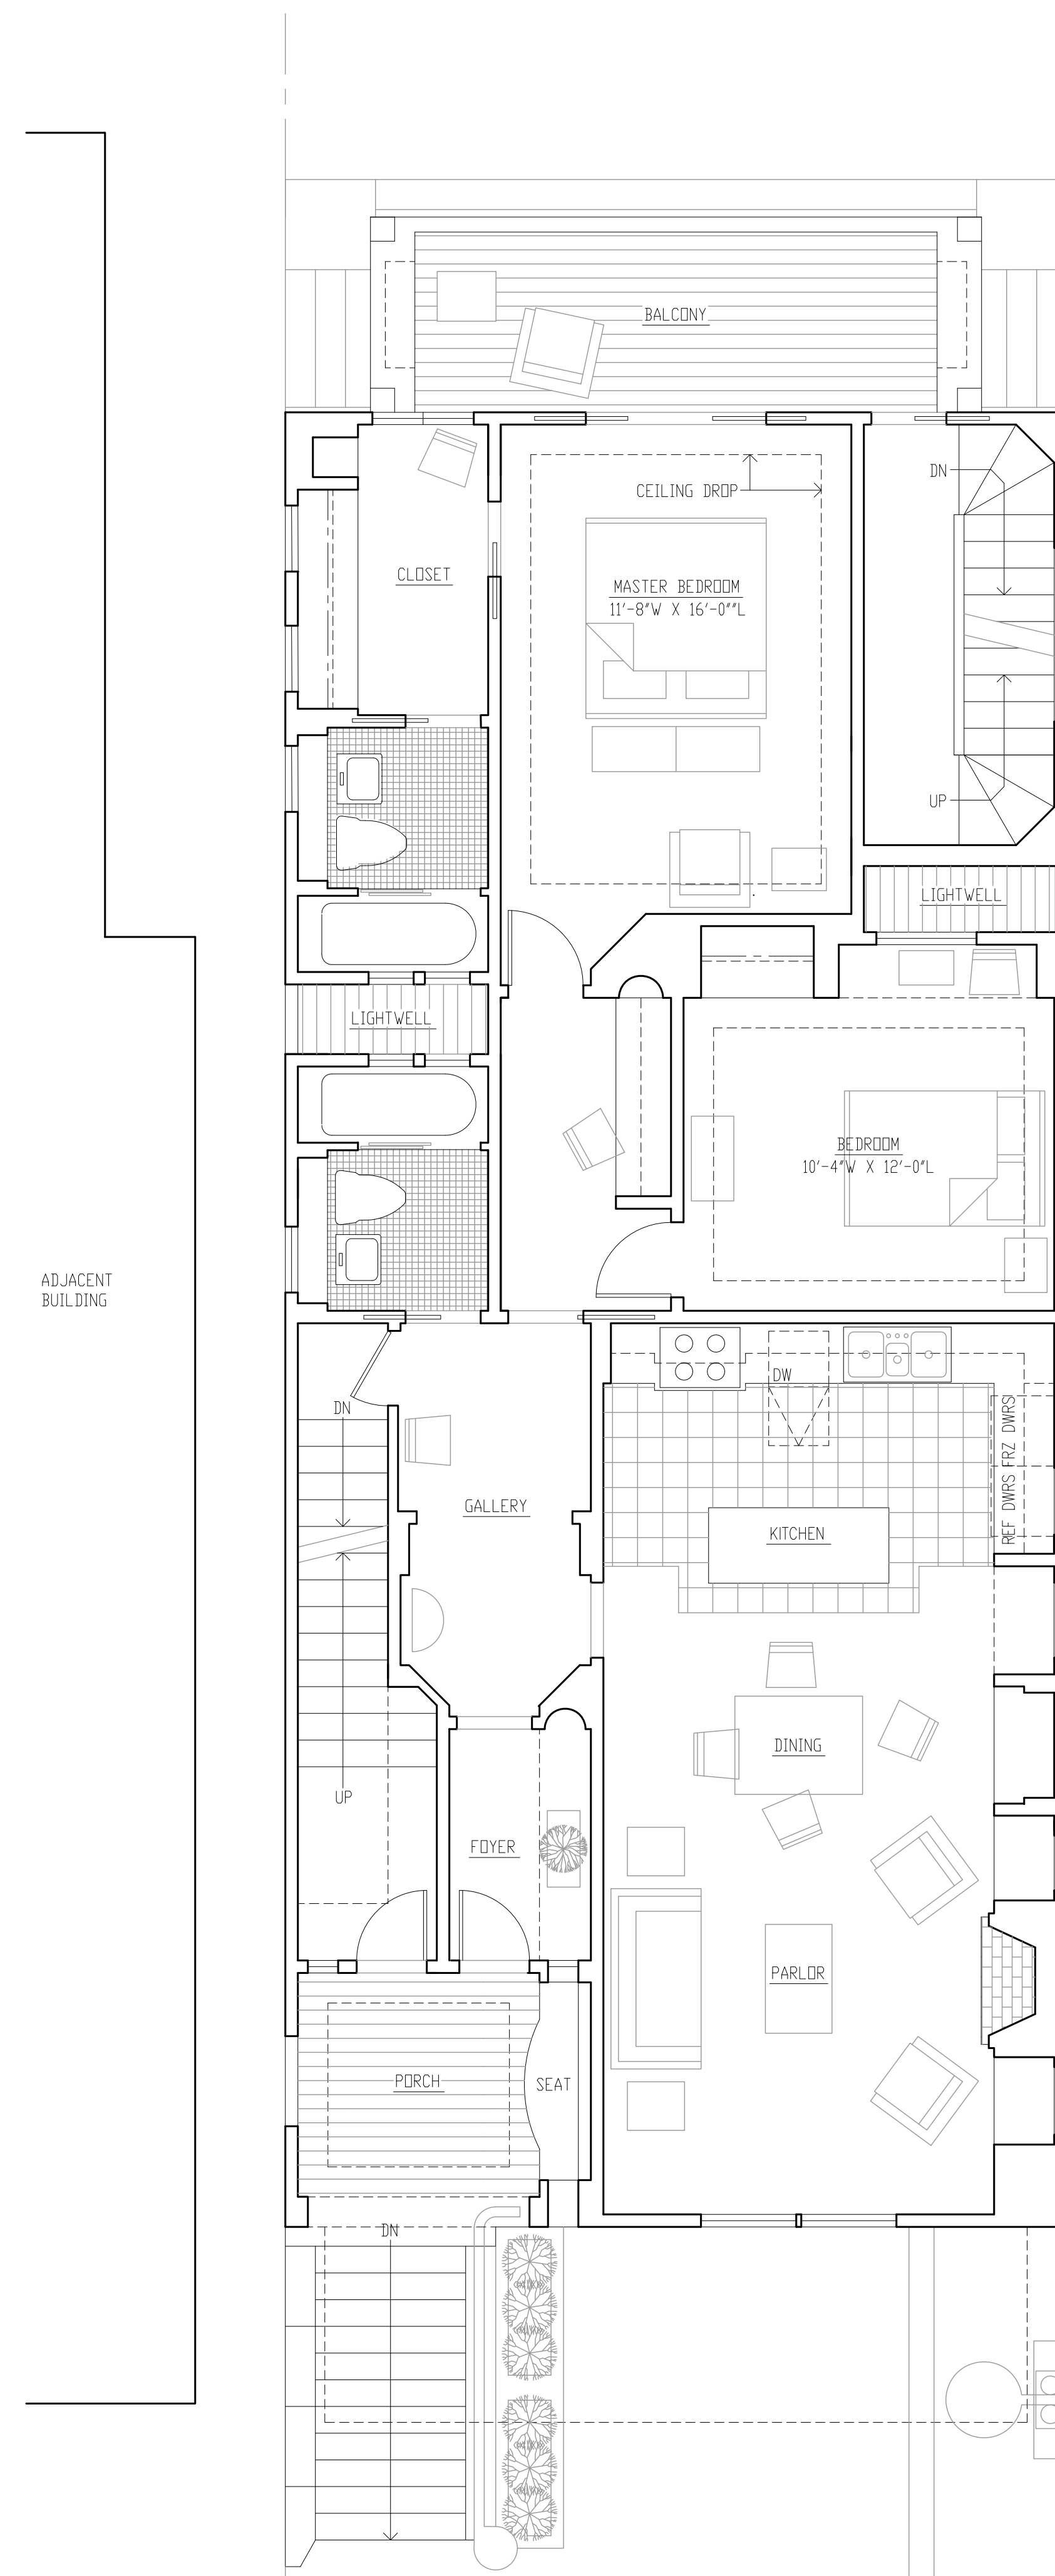 BALCONY
DN
CEILING DROP
CLOSET
MASTER BEDROOM
11'-8"W X 16'-0""L
UP
LIGHTWELL
LIGHTWELL
BEDROOM
10'-4"W X 12'-0"L
ADJACENT
BUILDING
DW
DN
REF DWRS FRZ DWRS
GALLERY
KITCHEN
DINING
UP
FOYER
PARLOR
PORCH
SEAT
DN